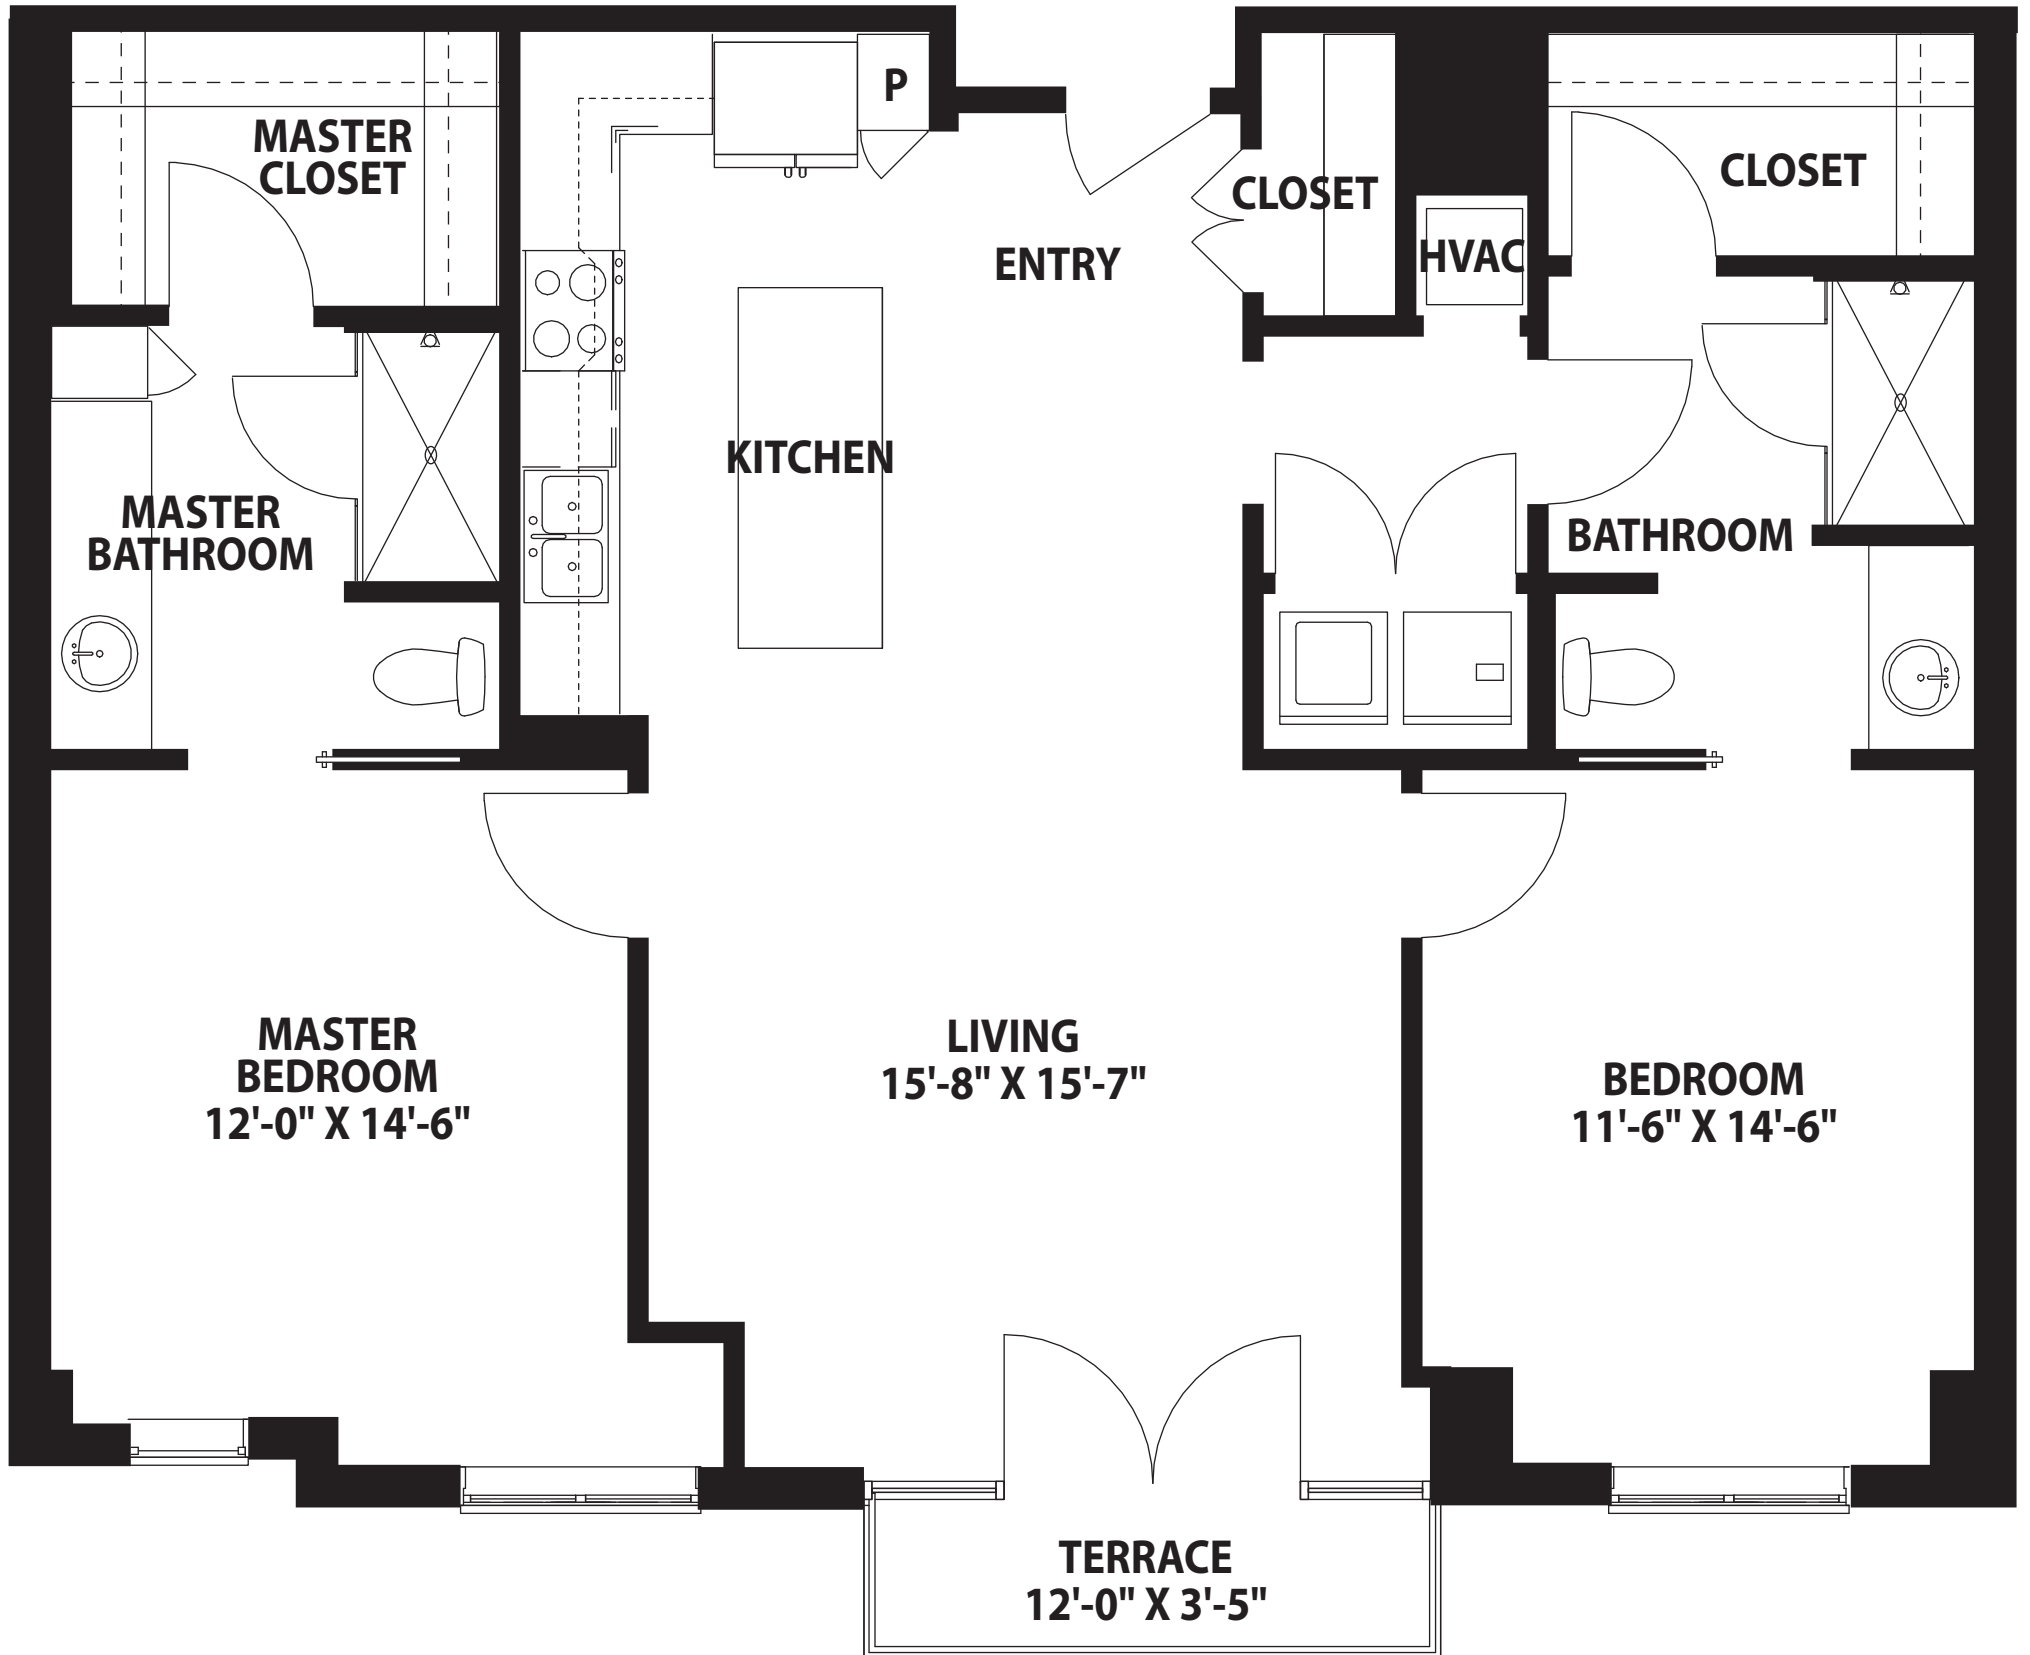 P
MASTER
CLOSET
CLOSET
CLOSET
ENTRY
HVAC
KITCHEN
MASTER
BATHROOM
BATHROOM
MASTER
BEDROOM
12'-0" X 14'-6"
LIVING
15'-8" X 15'-7"
BEDROOM
11'-6" X 14'-6"
TERRACE
12'-0" X 3'-5"